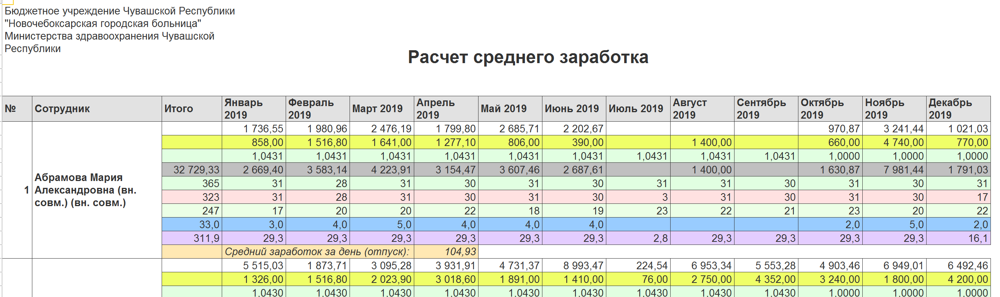 Бюджетное учреждение Чувашской Республики
"Новочебоксарская городская больница"
Министерства здравоохранения Чувашской
Республики
Расчет среднего заработка
№ Сотрудник Итого Январь 2019 Февраль 2019 Март 2019 Апрель 2019 Май 2019 Июнь 2019 Июль 2019 Август 2019 Сентябрь 2019 Октябрь 2019 Ноябрь 2019 Декабрь 2019
1 Абрамова Мария
Александровна (вн.
совм.) (вн. совм.)
1 736,55 1 980,96 2 476,19 1 799,80 2 685,71 2 202,67 970,87 3 241,44 1 021,03
858,00 1 516,80 1 641,00 1 277,10 806,00 390,00 1 400,00 660,00 4 740,00 770,00
1,0431 1,0431 1,0431 1,0431 1,0431 1,0431 1,0431 1,0431 1,0431 1,0000 1,0000 1,0000
32 729,33 2 669,40 3 583,14 4 223,91 3 154,47 3 607,46 2 687,61 1 400,00 1 630,87 7 981,44 1 791,03
365 31 28 31 30 31 30 31 31 30 31 30 31
323 31 28 31 30 31 30 3 31 30 31 30 17
247 17 20 20 22 18 19 23 22 21 23 20 22
33,0 3,0 4,0 5,0 4,0 4,0 4,0 2,0 5,0 2,0
311,9 29,3 29,3 29,3 29,3 29,3 29,3 2,8 29,3 29,3 29,3 29,3 16,1
Средний заработок за день (отпуск): 104,93
5 515,03 1 873,71 3 095,28 3 931,91 4 731,37 8 993,47 224,54 6 953,34 5 553,28 4 903,46 6 949,01 6 492,46
1 326,00 1 516,80 2 023,90 3 018,60 1 891,00 1 410,00 76,00 2 750,00 4 352,00 3 240,00 1 800,00 4 200,00
1,0430 1,0430 1,0430 1,0430 1,0430 1,0430 1,0430 1,0430 1,0430 1,0000 1,0000 1,0000